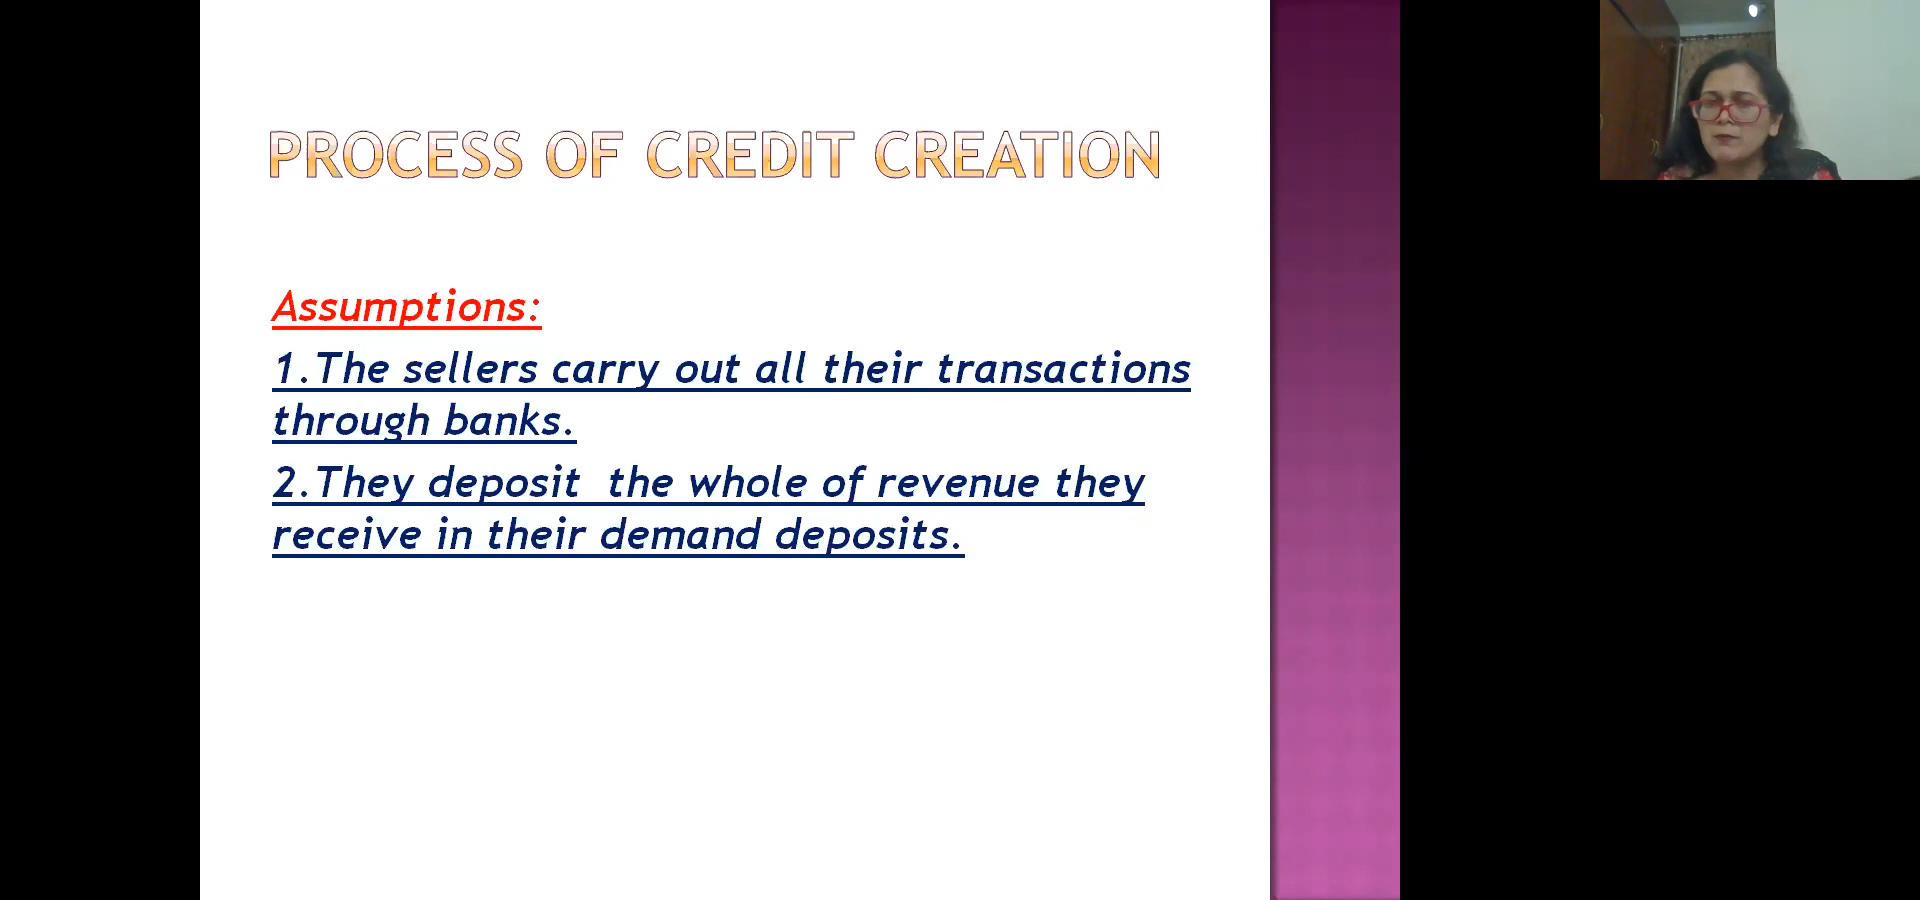 PROCESS OF CREDIT CREATION
Assumptions:
1.The sellers carry out all their transactions
through banks.
2.They deposit  the whole of revenue they
receive in their demand deposits.